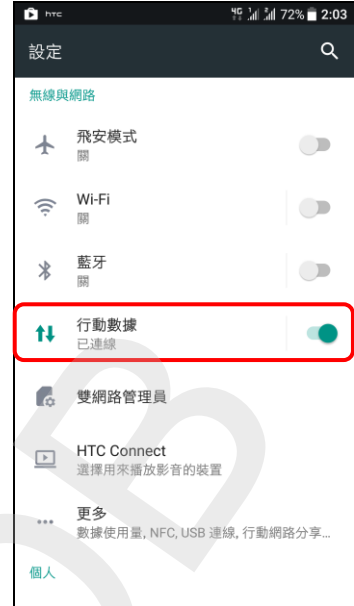 hTC 4G 72% 2:03
設定
無線與網路
飛安模式
關
Wi-Fi
關
藍牙
關
行動數據
已連線
雙網路管理員
HTC Connect
選擇用來播放影音的裝置
更多
數據使用量, NFC, USB 連線, 行動網路分享...
個人